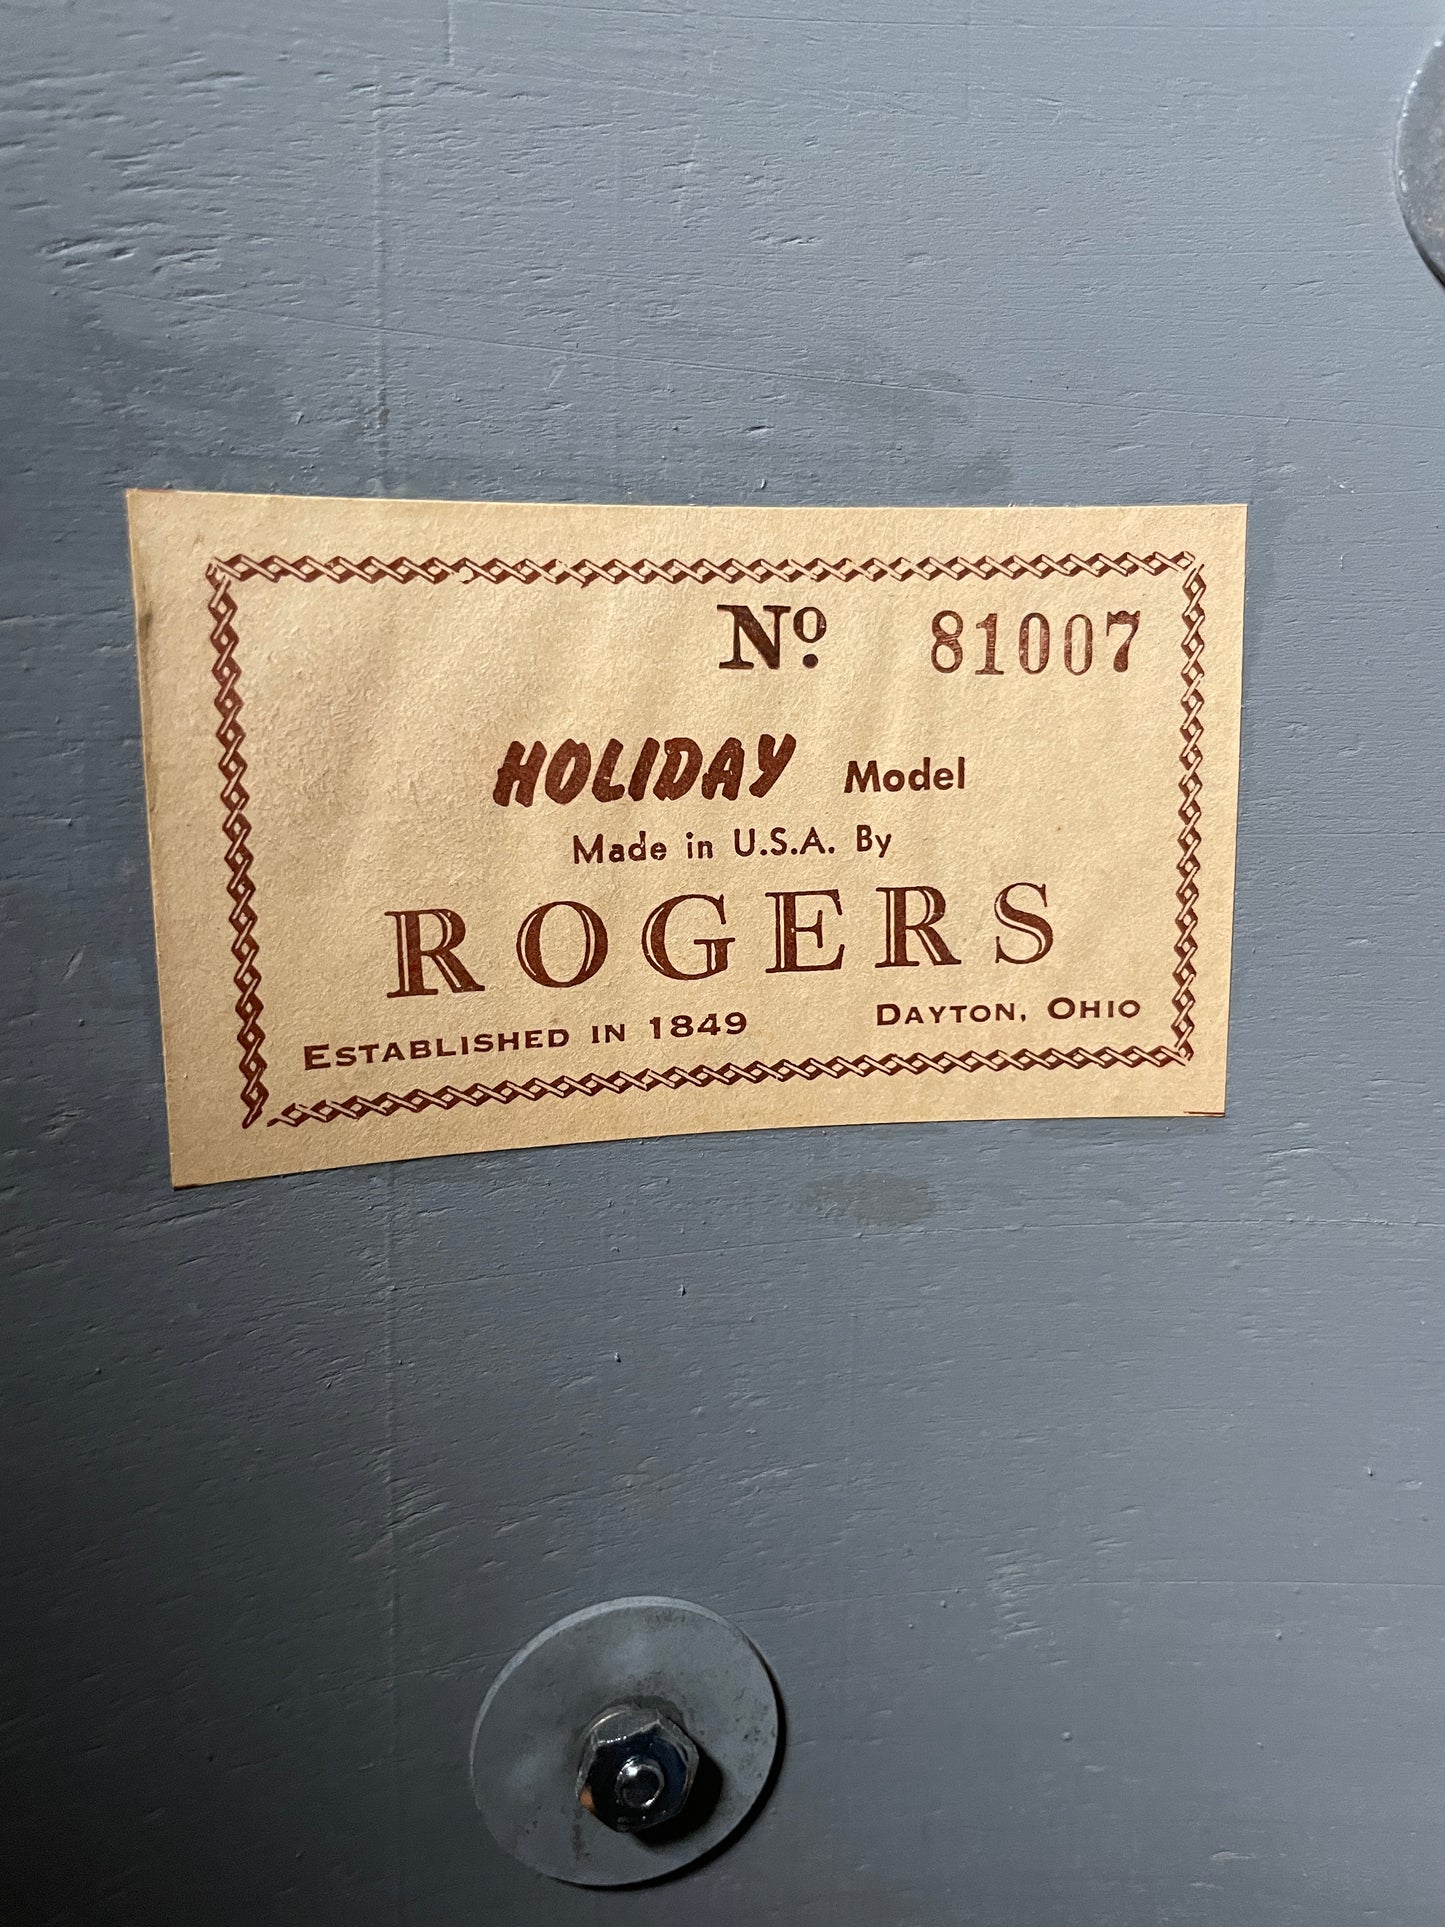 Nº 81007
HOLIDAY Model
Made in U.S.A. By
ROGERS
ESTABLISHED IN 1849 DAYTON, OHIO